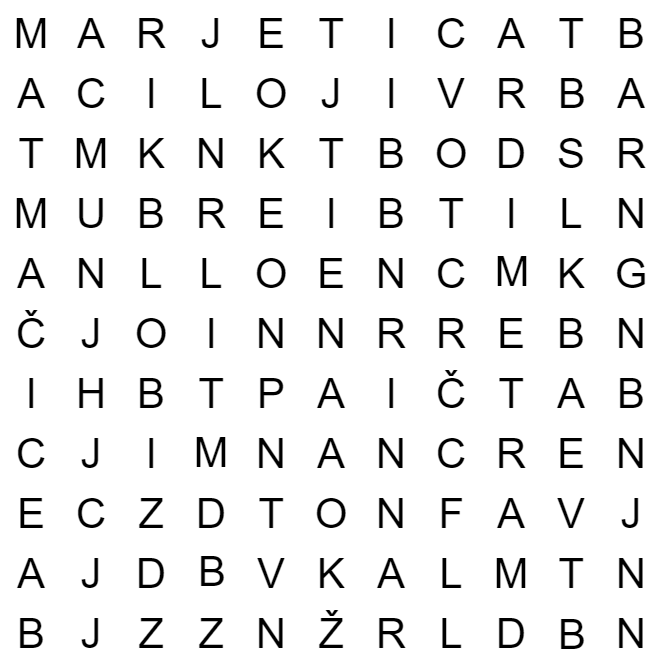 M A R J E T I C A T B
A C I L O J I V R B A
T M K N K T B O D S R
M U B R E I B T I L N
A N L L O E N C M K G
Č J O I N N R R E B N
I H B T P A I Č T A B
C J I M N A N C R E N
E C Z D T O N F A V J
A J D B V K A L M T N
B J Z Z N Ž R L D B N